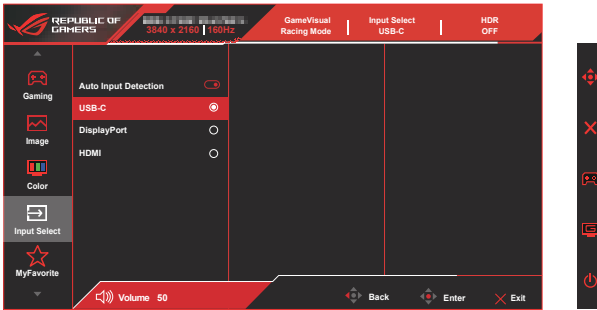 REPUBLIC OF
GAMERS
3840 x 2160 160Hz
GameVisual
Racing Mode
Input Select
USB-C
HDR
OFF
Gaming
Image
Color
Input Select
MyFavorite
Auto Input Detection
USB-C
DisplayPort
HDMI
Volume 50
Back
Enter
Exit